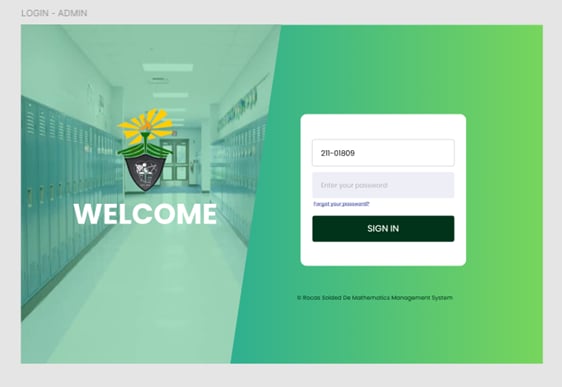 LOGIN - ADMIN
WELCOME
211-01809
Enter your password
Forgot your password?
SIGN IN
© Rocas Solded De Mathematics Management System